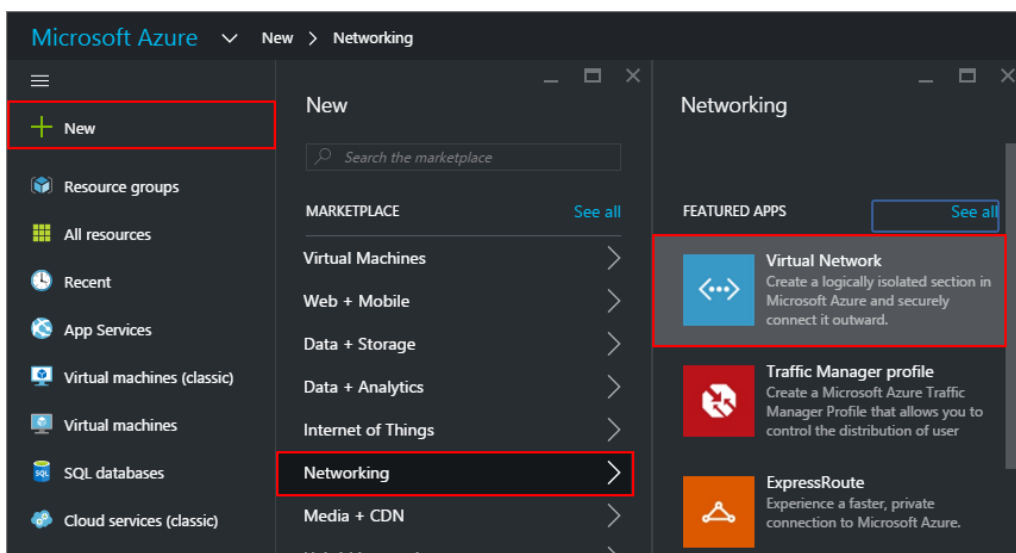 Microsoft Azure New > Networking
New
Resource groups
All resources
Recent
App Services
Virtual machines (classic)
Virtual machines
SQL databases
Cloud services (classic)
New
Search the marketplace
MARKETPLACE See all
Virtual Machines
Web + Mobile
Data + Storage
Data + Analytics
Internet of Things
Networking
Media + CDN
Networking
FEATURED APPS See all
Virtual Network
Create a logically isolated section in
Microsoft Azure and securely
connect it outward.
Traffic Manager profile
Create a Microsoft Azure Traffic
Manager Profile that allows you to
control the distribution of user
ExpressRoute
Experience a faster, private
connection to Microsoft Azure.